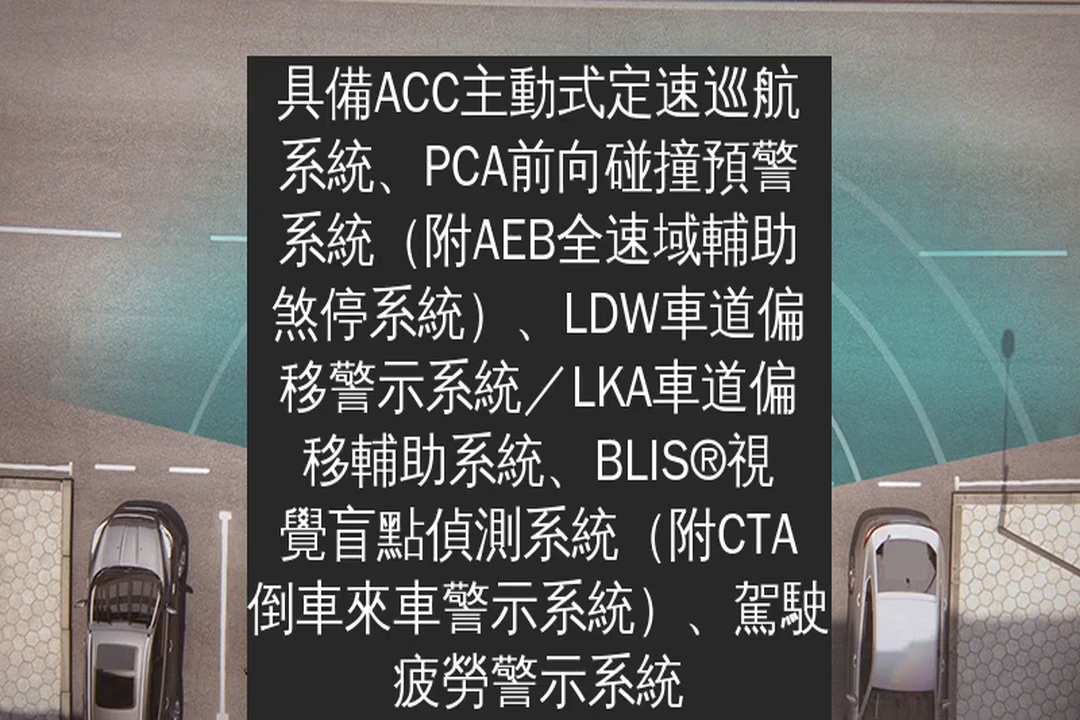 具備ACC主動式定速巡航
系統、PCA前向碰撞預警
系統（附AEB全速域輔助
煞停系統）、LDW車道偏
移警示系統／LKA車道偏
移輔助系統、BLIS®視
覺盲點偵測系統（附CTA
倒車來車警示系統）、駕駛
疲勞警示系統